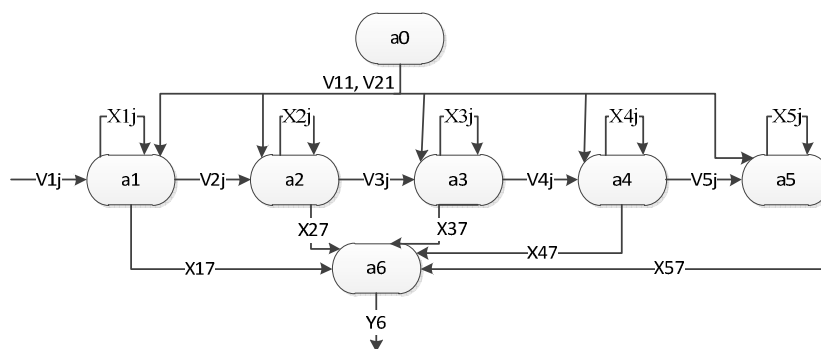 a0
V11, V21
X1j X2j X3j X4j X5j
V1j a1 V2j a2 V3j a3 V4j a4 V5j a5
X27 X37
X47
X17 a6 X57
Y6